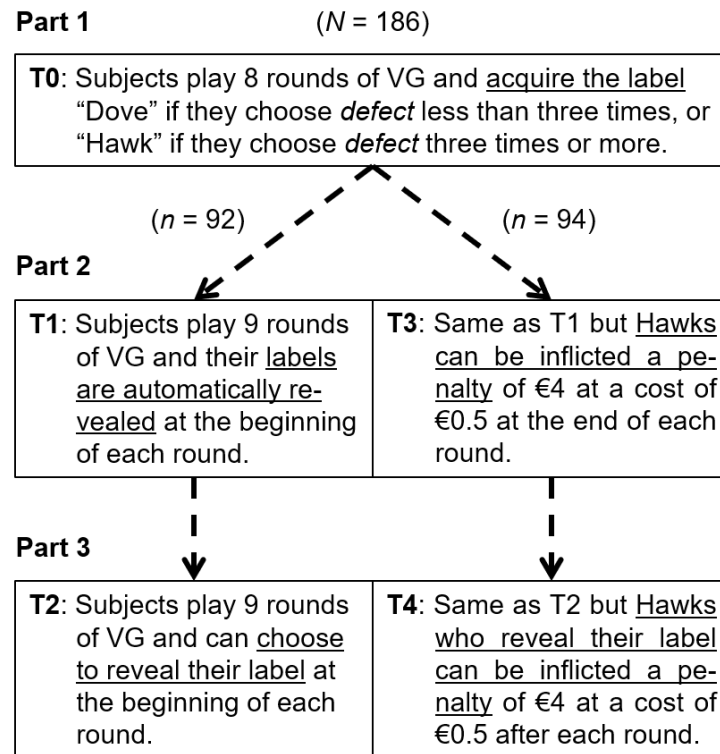 Part 1 (N = 186)
T0: Subjects play 8 rounds of VG and acquire the label
“Dove” if they choose defect less than three times, or
“Hawk” if they choose defect three times or more.
(n = 92) (n = 94)
Part 2
T1: Subjects play 9 rounds
of VG and their labels
are automatically re-
vealed at the beginning
of each round.
T3: Same as T1 but Hawks
can be inflicted a pe-
nalty of €4 at a cost of
€0.5 at the end of each
round.
Part 3
T2: Subjects play 9 rounds
of VG and can choose
to reveal their label at
the beginning of each
round.
T4: Same as T2 but Hawks
who reveal their label
can be inflicted a pe-
nalty of €4 at a cost of
€0.5 after each round.